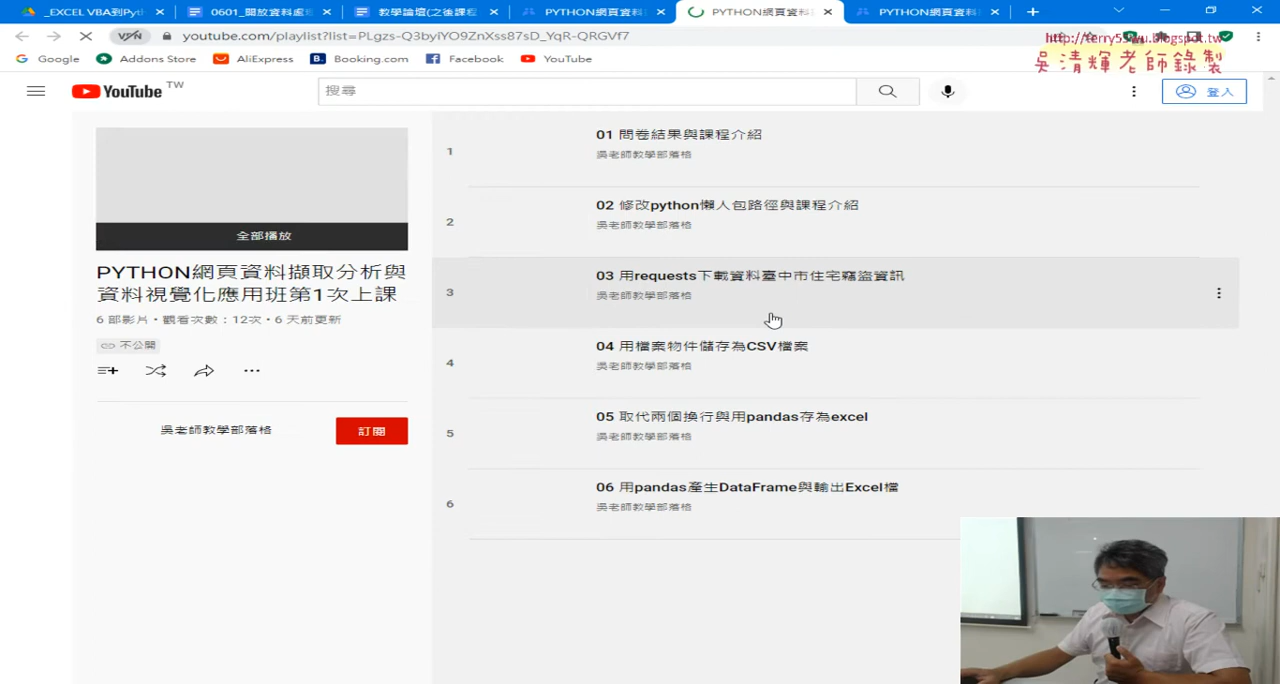 _EXCEL VBA到Pyth
0601_開放資料處
教學論壇(之後課程
PYTHON網頁資料
PYTHON網頁資料
PYTHON網頁資料
VPN
youtube.com/playlist?list=PLgzs-Q3byIYO9ZnXss87sD_YqR-QRGVf7
http://terry55wu.blogspot.tw
吳清輝老師錄製
Google
Addons Store
AliExpress
Booking.com
Facebook
YouTube
YouTube TW
搜尋
登入
全部播放
PYTHON網頁資料擷取分析與
資料視覺化應用班第1次上課
6 部影片・觀看次數：12次・6 天前更新
不公開
吳老師教學部落格
訂閱
1
01 問卷結果與課程介紹
吳老師教學部落格
2
02 修改python懶人包路徑與課程介紹
吳老師教學部落格
3
03 用requests下載資料臺中市住宅竊盜資訊
吳老師教學部落格
4
04 用檔案物件儲存為CSV檔案
吳老師教學部落格
5
05 取代兩個換行與用pandas存為excel
吳老師教學部落格
6
06 用pandas產生DataFrame與輸出Excel檔
吳老師教學部落格